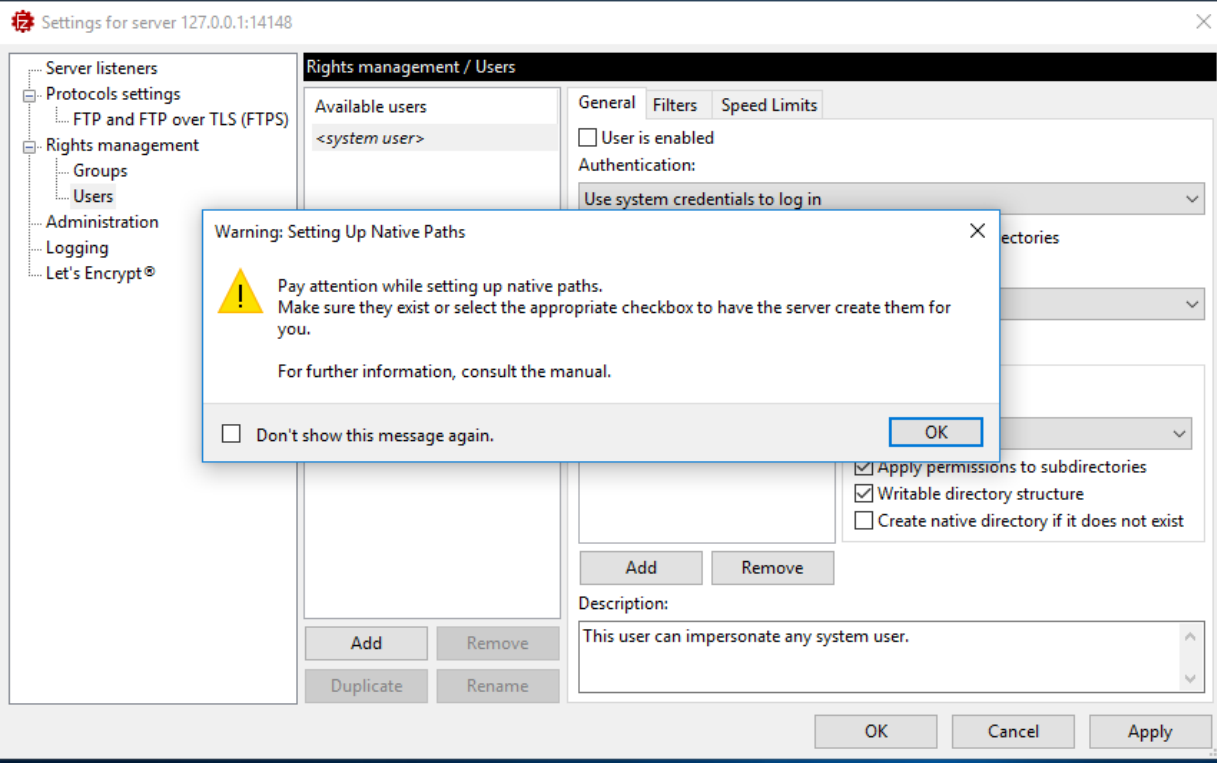 Settings for server 127.0.0.1:14148
Server listeners
Protocols settings
FTP and FTP over TLS (FTPS)
Rights management
Groups
Users
Administration
Logging
Let's Encrypt®
Rights management / Users
Available users
<system user>
Add
Remove
Duplicate
Rename
General Filters Speed Limits
User is enabled
Authentication:
Use system credentials to log in
ectories
Warning: Setting Up Native Paths
Pay attention while setting up native paths.
Make sure they exist or select the appropriate checkbox to have the server create them for
you.
For further information, consult the manual.
Don't show this message again.
OK
Apply permissions to subdirectories
Writable directory structure
Create native directory if it does not exist
Add
Remove
Description:
This user can impersonate any system user.
OK
Cancel
Apply